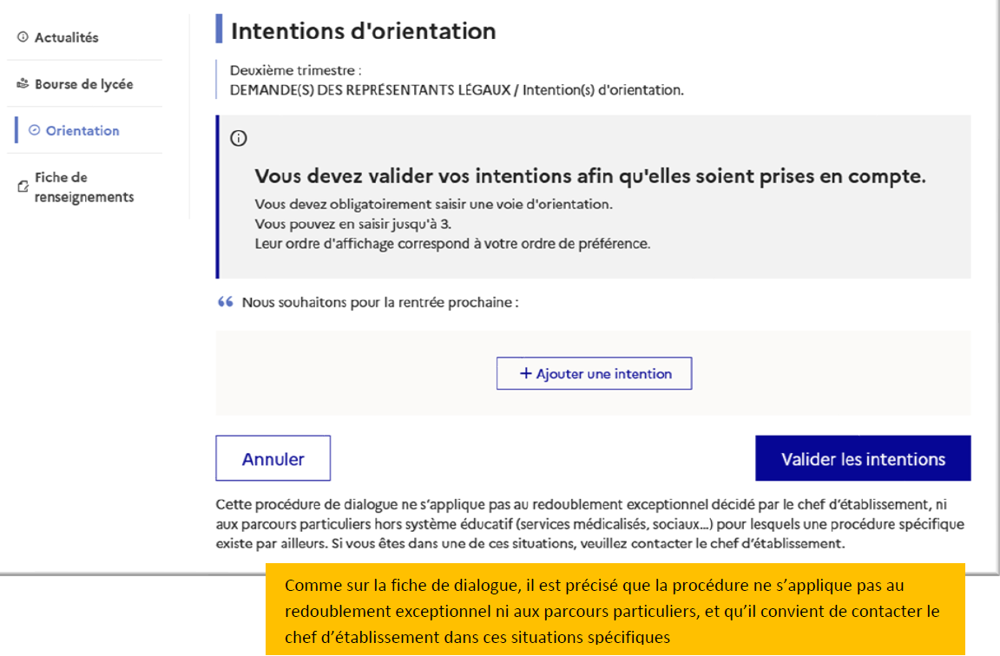 Actualités
Bourse de lycée
Orientation
Fiche de
renseignements
Intentions d'orientation
Deuxième trimestre :
DEMANDE(S) DES REPRÉSENTANTS LÉGAUX / Intention(s) d'orientation.
Vous devez valider vos intentions afin qu'elles soient prises en compte.
Vous devez obligatoirement saisir une voie d'orientation.
Vous pouvez en saisir jusqu'à 3.
Leur ordre d'affichage correspond à votre ordre de préférence.
“ Nous souhaitons pour la rentrée prochaine :
+ Ajouter une intention
Annuler
Valider les intentions
Cette procédure de dialogue ne s’applique pas au redoublement exceptionnel décidé par le chef d’établissement, ni
aux parcours particuliers hors système éducatif (services médicalisés, sociaux…) pour lesquels une procédure spécifique
existe par ailleurs. Si vous êtes dans une de ces situations, veuillez contacter le chef d’établissement.
Comme sur la fiche de dialogue, il est précisé que la procédure ne s’applique pas au
redoublement exceptionnel ni aux parcours particuliers, et qu’il convient de contacter le
chef d’établissement dans ces situations spécifiques